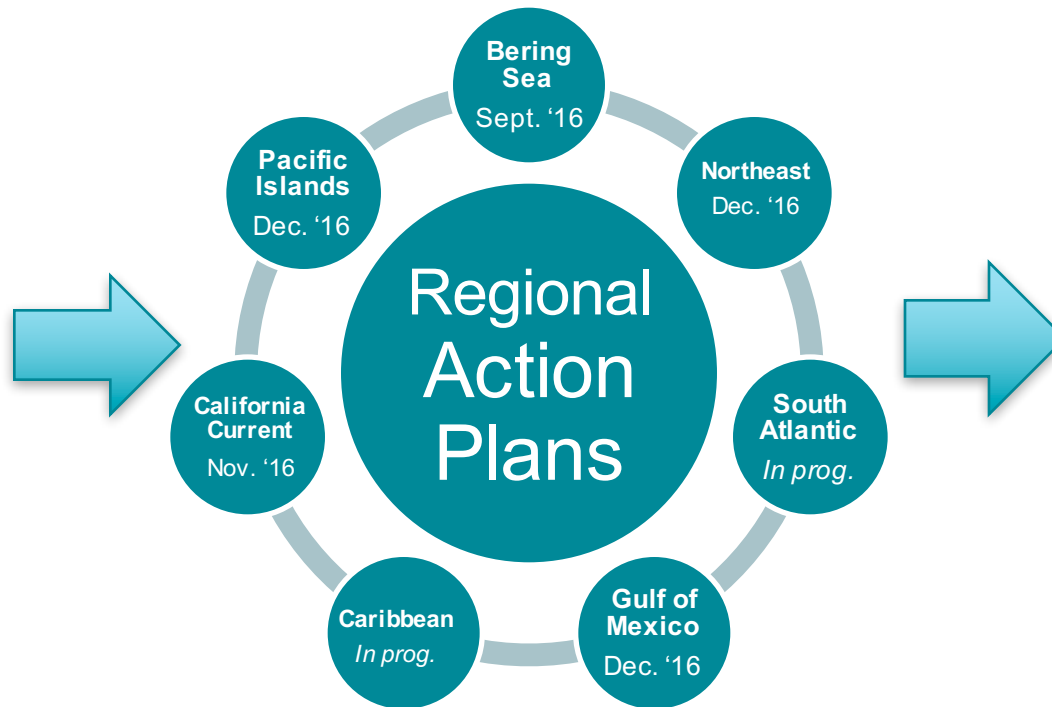 Bering
Sea
Sept. ‘16
Northeast
Dec. ‘16
South
Atlantic
In prog.
Gulf of
Mexico
Dec. ‘16
Caribbean
In prog.
California
Current
Nov. ‘16
Pacific
Islands
Dec. ‘16
Regional
Action
Plans